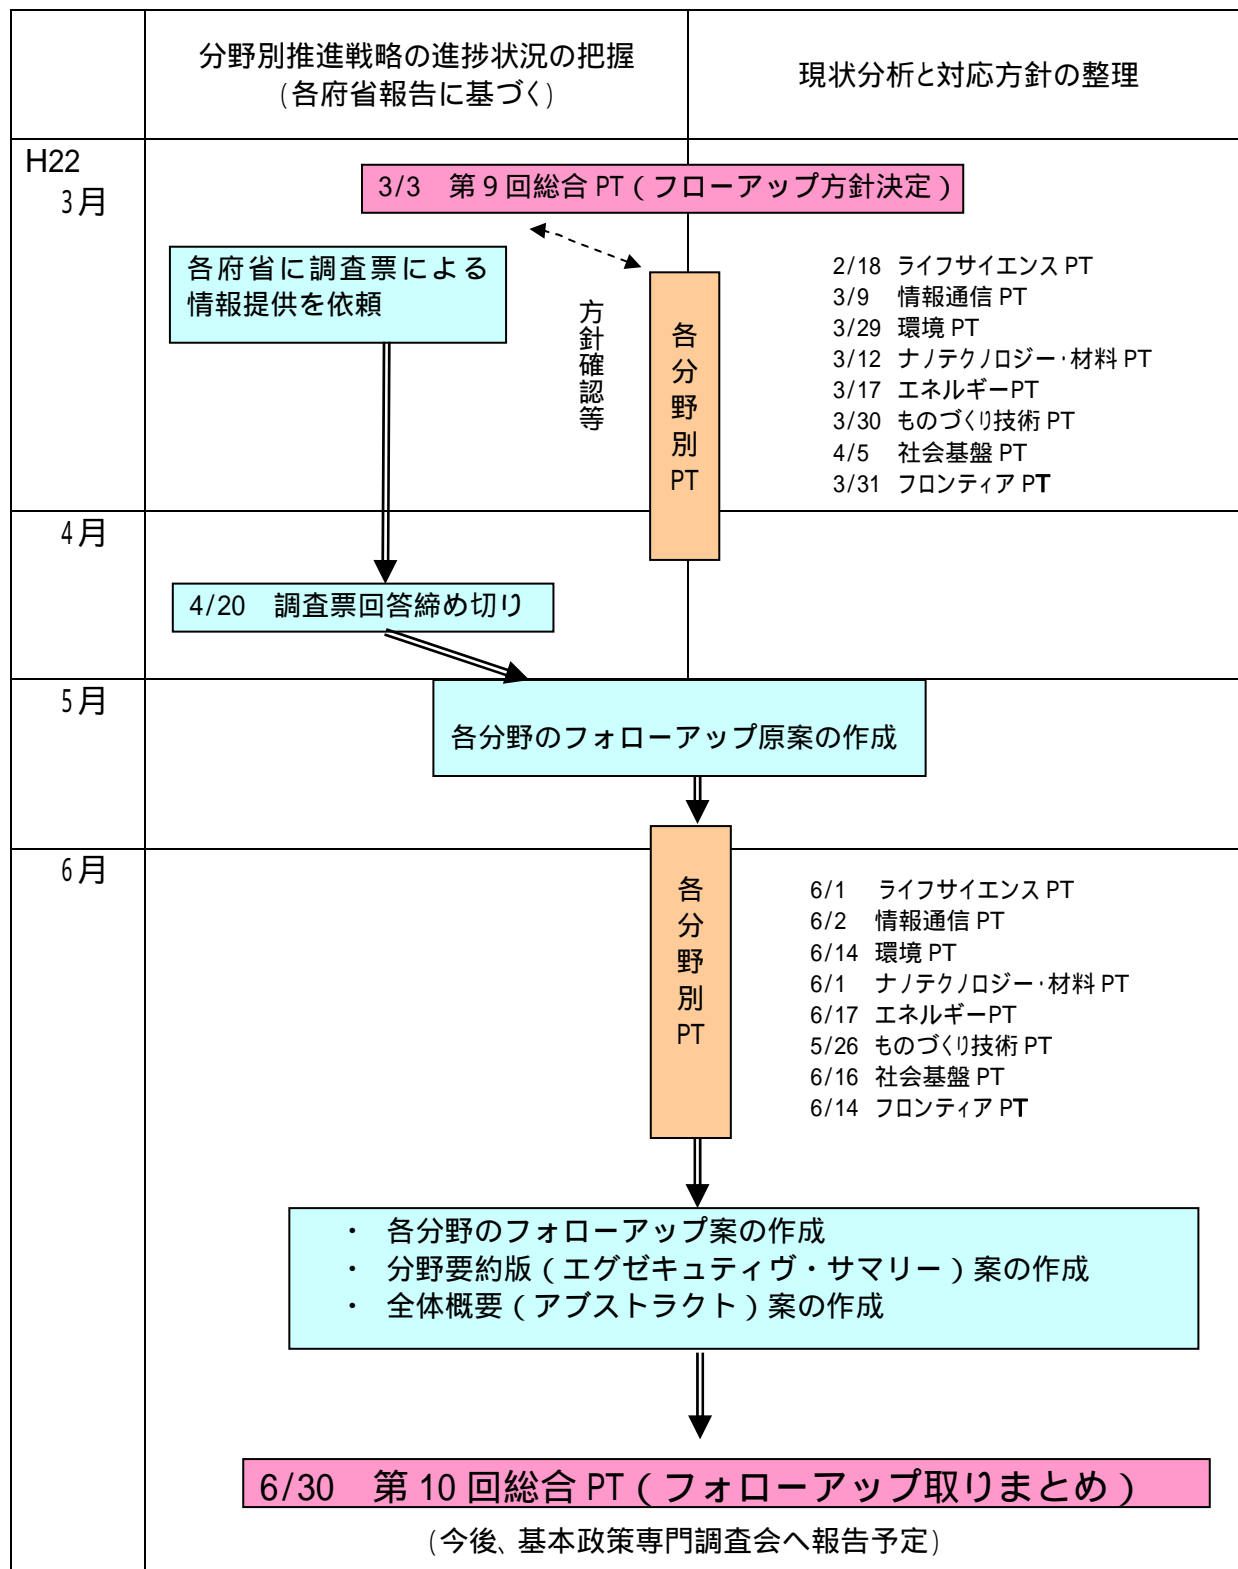 分野別推進戦略の進捗状況の把握
(各府省報告に基づく)
現状分析と対応方針の整理
H22
3月
3/3 第9回総合PT(フローアップ方針決定)
各府省に調査票による
情報提供を依頼
方針確認等
各分野別PT
2/18 ライフサイエンスPT
3/9 情報通信PT
3/29 環境PT
3/12 ナノテクノロジー・材料PT
3/17 エネルギーPT
3/30 ものづくり技術PT
4/5 社会基盤PT
3/31 フロンティアPT
4月
4/20 調査票回答締め切り
5月
各分野のフォローアップ原案の作成
6月
各分野別PT
6/1 ライフサイエンスPT
6/2 情報通信PT
6/14 環境PT
6/1 ナノテクノロジー・材料PT
6/17 エネルギーPT
5/26 ものづくり技術PT
6/16 社会基盤PT
6/14 フロンティアPT
・ 各分野のフォローアップ案の作成
・ 分野要約版(エグゼキュティヴ・サマリー)案の作成
・ 全体概要(アブストラクト)案の作成
6/30 第10回総合PT(フォローアップ取りまとめ)
(今後、基本政策専門調査会へ報告予定)